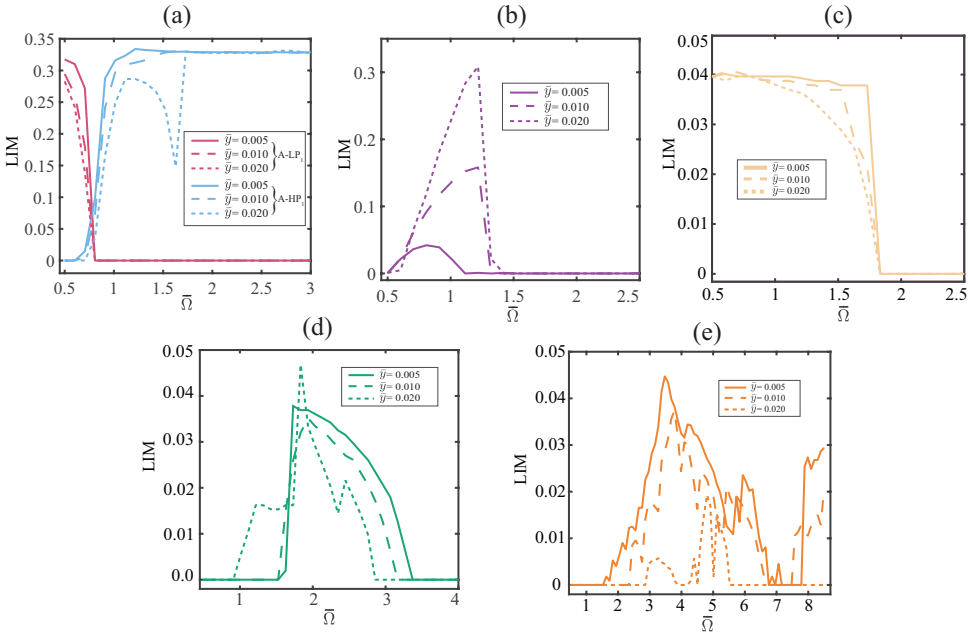 (a)
LIM
0.35
0.3
0.25
0.2
0.15
0.1
0.05
0
ȳ = 0.005
ȳ = 0.010 } A-LP₁
ȳ = 0.020
ȳ = 0.005
ȳ = 0.010 } A-HP₁
ȳ = 0.020
0.5 1 1.5 2 2.5 3
Ω̄
(b)
LIM
0.3
0.2
0.1
0
ȳ = 0.005
ȳ = 0.010
ȳ = 0.020
0.5 1 1.5 2 2.5
Ω̄
(c)
LIM
0.05
0.04
0.03
0.02
0.01
0
ȳ = 0.005
ȳ = 0.010
ȳ = 0.020
0.5 1 1.5 2 2.5
Ω̄
(d)
LIM
0.05
0.04
0.03
0.02
0.01
0.0
ȳ = 0.005
ȳ = 0.010
ȳ = 0.020
1 2 3 4
Ω̄
(e)
LIM
0.05
0.04
0.03
0.02
0.01
0
ȳ = 0.005
ȳ = 0.010
ȳ = 0.020
1 2 3 4 5 6 7 8
Ω̄